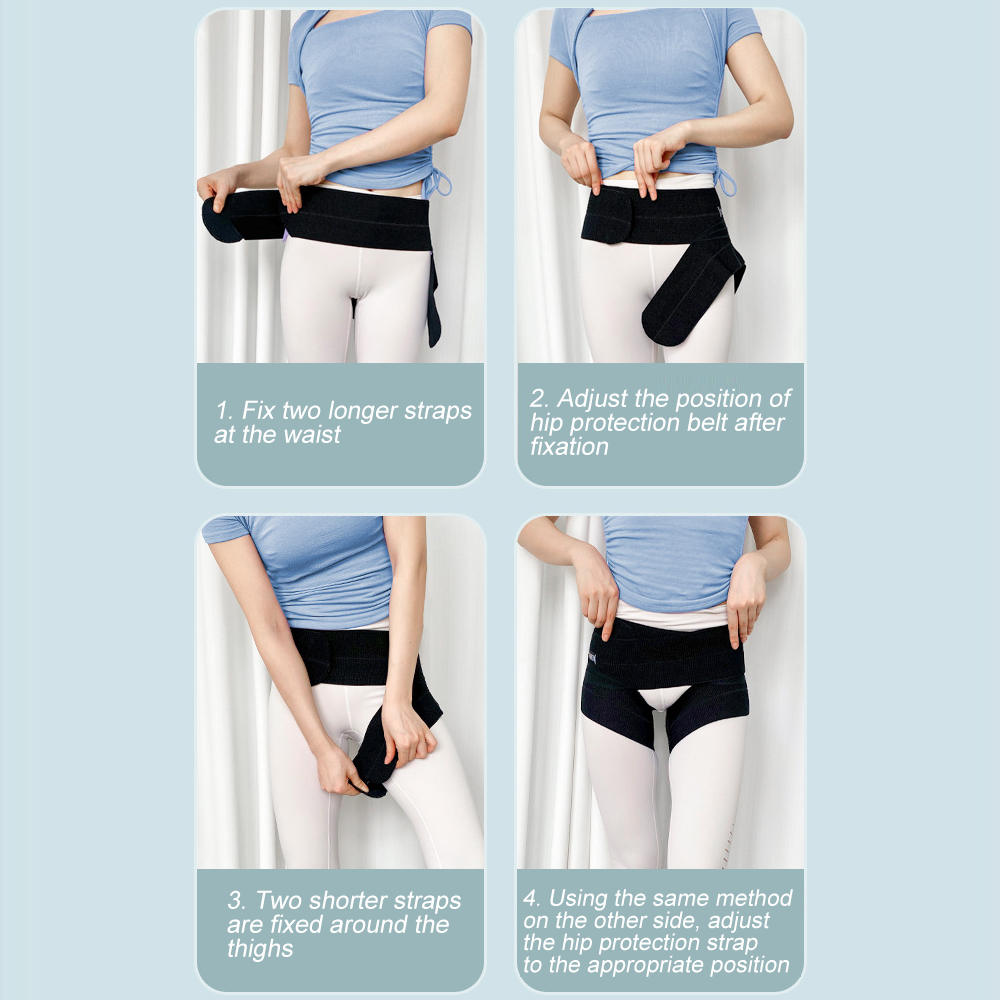 1. Fix two longer straps
at the waist
2. Adjust the position of
hip protection belt after
fixation
3. Two shorter straps
are fixed around the
thighs
4. Using the same method
on the other side, adjust
the hip protection strap
to the appropriate position